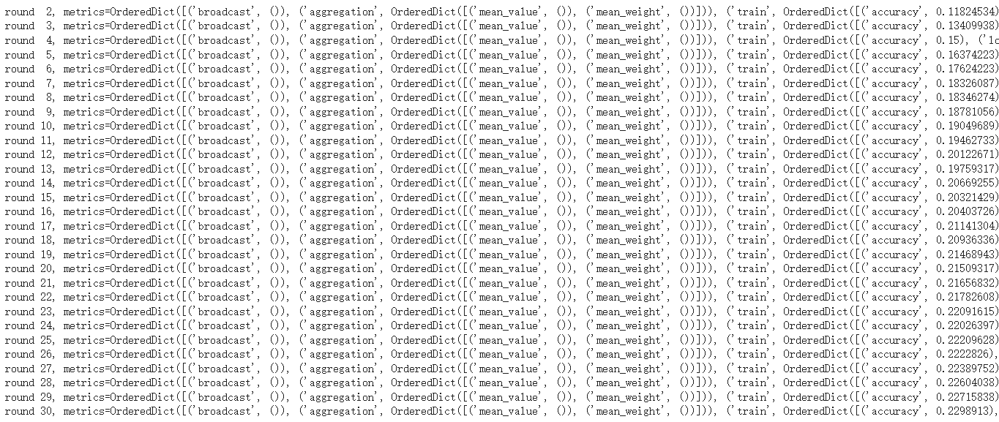 round  2, metrics=OrderedDict([('broadcast', ()), ('aggregation', OrderedDict([('mean_value', ()), ('mean_weight', ())])), ('train', OrderedDict([('accuracy', 0.11824534)
round  3, metrics=OrderedDict([('broadcast', ()), ('aggregation', OrderedDict([('mean_value', ()), ('mean_weight', ())])), ('train', OrderedDict([('accuracy', 0.13409938)
round  4, metrics=OrderedDict([('broadcast', ()), ('aggregation', OrderedDict([('mean_value', ()), ('mean_weight', ())])), ('train', OrderedDict([('accuracy', 0.15), ('lc
round  5, metrics=OrderedDict([('broadcast', ()), ('aggregation', OrderedDict([('mean_value', ()), ('mean_weight', ())])), ('train', OrderedDict([('accuracy', 0.16374223)
round  6, metrics=OrderedDict([('broadcast', ()), ('aggregation', OrderedDict([('mean_value', ()), ('mean_weight', ())])), ('train', OrderedDict([('accuracy', 0.17624223)
round  7, metrics=OrderedDict([('broadcast', ()), ('aggregation', OrderedDict([('mean_value', ()), ('mean_weight', ())])), ('train', OrderedDict([('accuracy', 0.18326087)
round  8, metrics=OrderedDict([('broadcast', ()), ('aggregation', OrderedDict([('mean_value', ()), ('mean_weight', ())])), ('train', OrderedDict([('accuracy', 0.18346274)
round  9, metrics=OrderedDict([('broadcast', ()), ('aggregation', OrderedDict([('mean_value', ()), ('mean_weight', ())])), ('train', OrderedDict([('accuracy', 0.18781056)
round 10, metrics=OrderedDict([('broadcast', ()), ('aggregation', OrderedDict([('mean_value', ()), ('mean_weight', ())])), ('train', OrderedDict([('accuracy', 0.19049689)
round 11, metrics=OrderedDict([('broadcast', ()), ('aggregation', OrderedDict([('mean_value', ()), ('mean_weight', ())])), ('train', OrderedDict([('accuracy', 0.19462733)
round 12, metrics=OrderedDict([('broadcast', ()), ('aggregation', OrderedDict([('mean_value', ()), ('mean_weight', ())])), ('train', OrderedDict([('accuracy', 0.20122671)
round 13, metrics=OrderedDict([('broadcast', ()), ('aggregation', OrderedDict([('mean_value', ()), ('mean_weight', ())])), ('train', OrderedDict([('accuracy', 0.19759317)
round 14, metrics=OrderedDict([('broadcast', ()), ('aggregation', OrderedDict([('mean_value', ()), ('mean_weight', ())])), ('train', OrderedDict([('accuracy', 0.20669255)
round 15, metrics=OrderedDict([('broadcast', ()), ('aggregation', OrderedDict([('mean_value', ()), ('mean_weight', ())])), ('train', OrderedDict([('accuracy', 0.20321429)
round 16, metrics=OrderedDict([('broadcast', ()), ('aggregation', OrderedDict([('mean_value', ()), ('mean_weight', ())])), ('train', OrderedDict([('accuracy', 0.20403726)
round 17, metrics=OrderedDict([('broadcast', ()), ('aggregation', OrderedDict([('mean_value', ()), ('mean_weight', ())])), ('train', OrderedDict([('accuracy', 0.21141304)
round 18, metrics=OrderedDict([('broadcast', ()), ('aggregation', OrderedDict([('mean_value', ()), ('mean_weight', ())])), ('train', OrderedDict([('accuracy', 0.20936336)
round 19, metrics=OrderedDict([('broadcast', ()), ('aggregation', OrderedDict([('mean_value', ()), ('mean_weight', ())])), ('train', OrderedDict([('accuracy', 0.21468943)
round 20, metrics=OrderedDict([('broadcast', ()), ('aggregation', OrderedDict([('mean_value', ()), ('mean_weight', ())])), ('train', OrderedDict([('accuracy', 0.21509317)
round 21, metrics=OrderedDict([('broadcast', ()), ('aggregation', OrderedDict([('mean_value', ()), ('mean_weight', ())])), ('train', OrderedDict([('accuracy', 0.21656832)
round 22, metrics=OrderedDict([('broadcast', ()), ('aggregation', OrderedDict([('mean_value', ()), ('mean_weight', ())])), ('train', OrderedDict([('accuracy', 0.21782608)
round 23, metrics=OrderedDict([('broadcast', ()), ('aggregation', OrderedDict([('mean_value', ()), ('mean_weight', ())])), ('train', OrderedDict([('accuracy', 0.22091615)
round 24, metrics=OrderedDict([('broadcast', ()), ('aggregation', OrderedDict([('mean_value', ()), ('mean_weight', ())])), ('train', OrderedDict([('accuracy', 0.22026397)
round 25, metrics=OrderedDict([('broadcast', ()), ('aggregation', OrderedDict([('mean_value', ()), ('mean_weight', ())])), ('train', OrderedDict([('accuracy', 0.22209628)
round 26, metrics=OrderedDict([('broadcast', ()), ('aggregation', OrderedDict([('mean_value', ()), ('mean_weight', ())])), ('train', OrderedDict([('accuracy', 0.2222826),
round 27, metrics=OrderedDict([('broadcast', ()), ('aggregation', OrderedDict([('mean_value', ()), ('mean_weight', ())])), ('train', OrderedDict([('accuracy', 0.22389752)
round 28, metrics=OrderedDict([('broadcast', ()), ('aggregation', OrderedDict([('mean_value', ()), ('mean_weight', ())])), ('train', OrderedDict([('accuracy', 0.22604038)
round 29, metrics=OrderedDict([('broadcast', ()), ('aggregation', OrderedDict([('mean_value', ()), ('mean_weight', ())])), ('train', OrderedDict([('accuracy', 0.22715838)
round 30, metrics=OrderedDict([('broadcast', ()), ('aggregation', OrderedDict([('mean_value', ()), ('mean_weight', ())])), ('train', OrderedDict([('accuracy', 0.2298913),